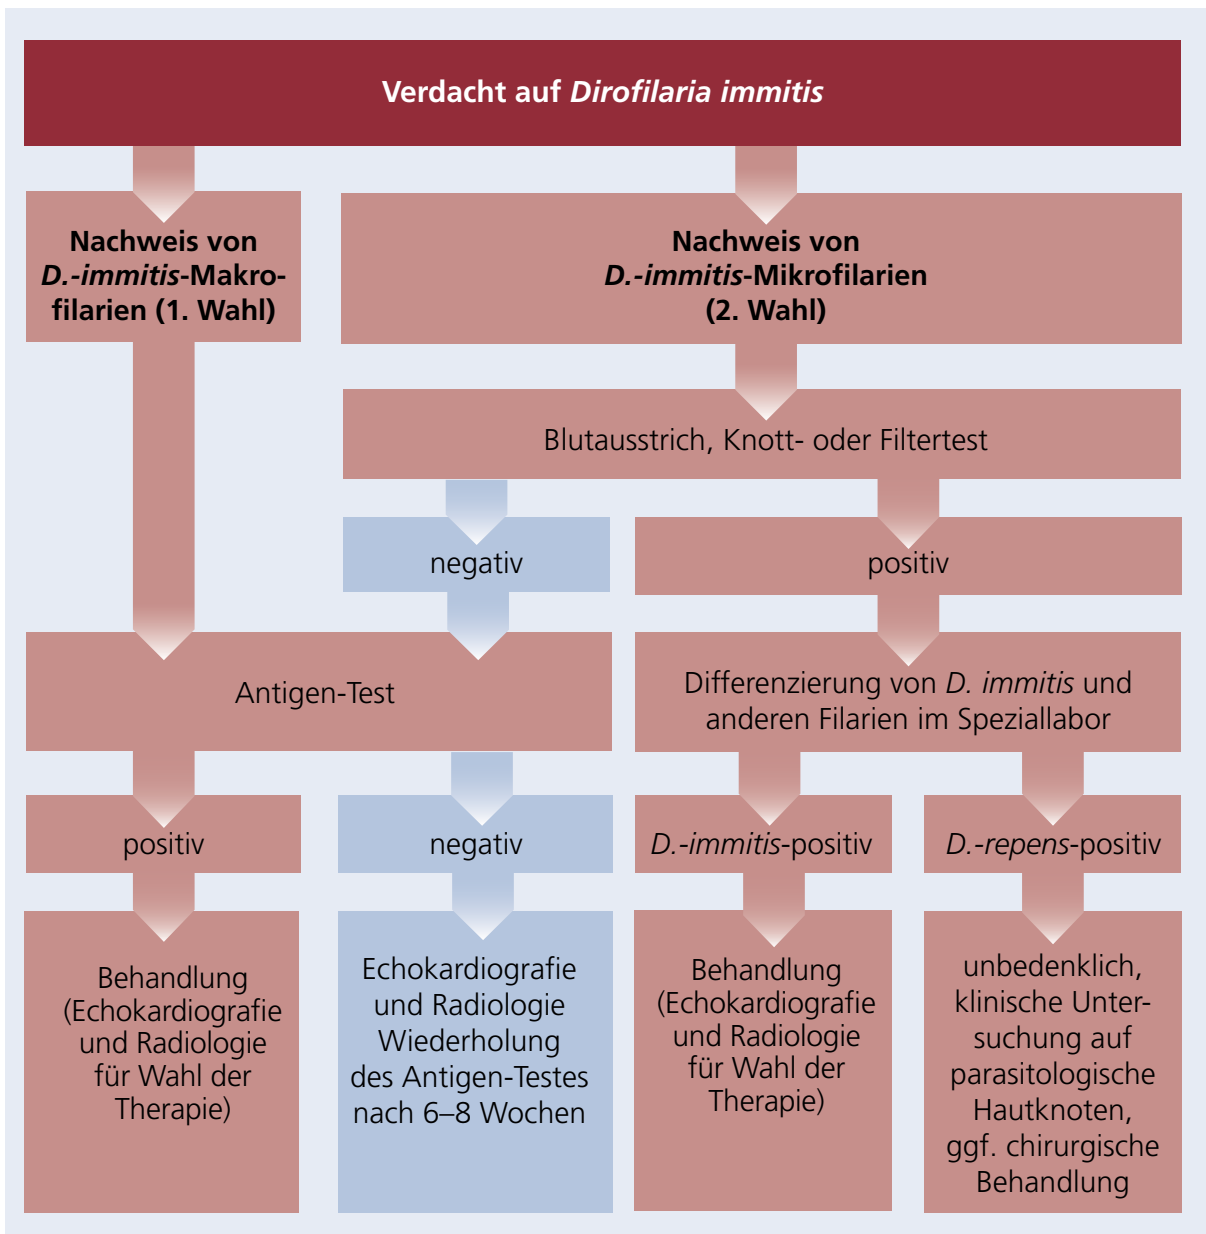 Verdacht auf Dirofilaria immitis
Nachweis von
D.-immitis-Makro-
filarien (1. Wahl)
Nachweis von
D.-immitis-Mikrofilarien
(2. Wahl)
Blutausstrich, Knott- oder Filtertest
negativ
positiv
Antigen-Test
Differenzierung von D. immitis und
anderen Filarien im Speziallabor
positiv
negativ
D.-immitis-positiv
D.-repens-positiv
Behandlung
(Echokardiografie
und Radiologie
für Wahl der
Therapie)
Echokardiografie
und Radiologie
Wiederholung
des Antigen-Testes
nach 6–8 Wochen
Behandlung
(Echokardiografie
und Radiologie
für Wahl der
Therapie)
unbedenklich,
klinische Unter-
suchung auf
parasitologische
Hautknoten,
ggf. chirurgische
Behandlung